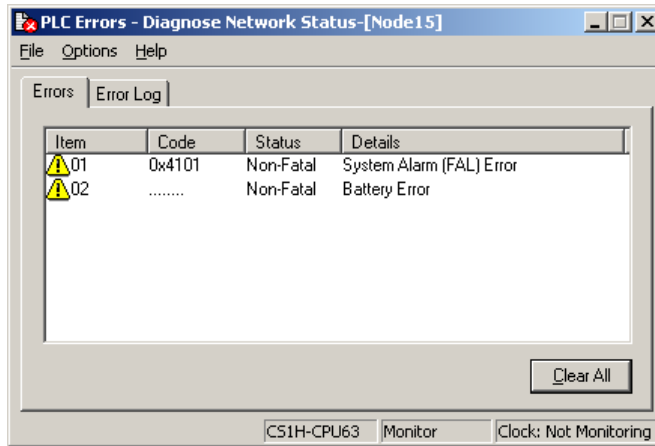 PLC Errors - Diagnose Network Status-[Node15]
File Options Help
Errors Error Log
Item Code Status Details
01 0x4101 Non-Fatal System Alarm (FAL) Error
02 ........ Non-Fatal Battery Error
Clear All
CS1H-CPU63 Monitor Clock: Not Monitoring